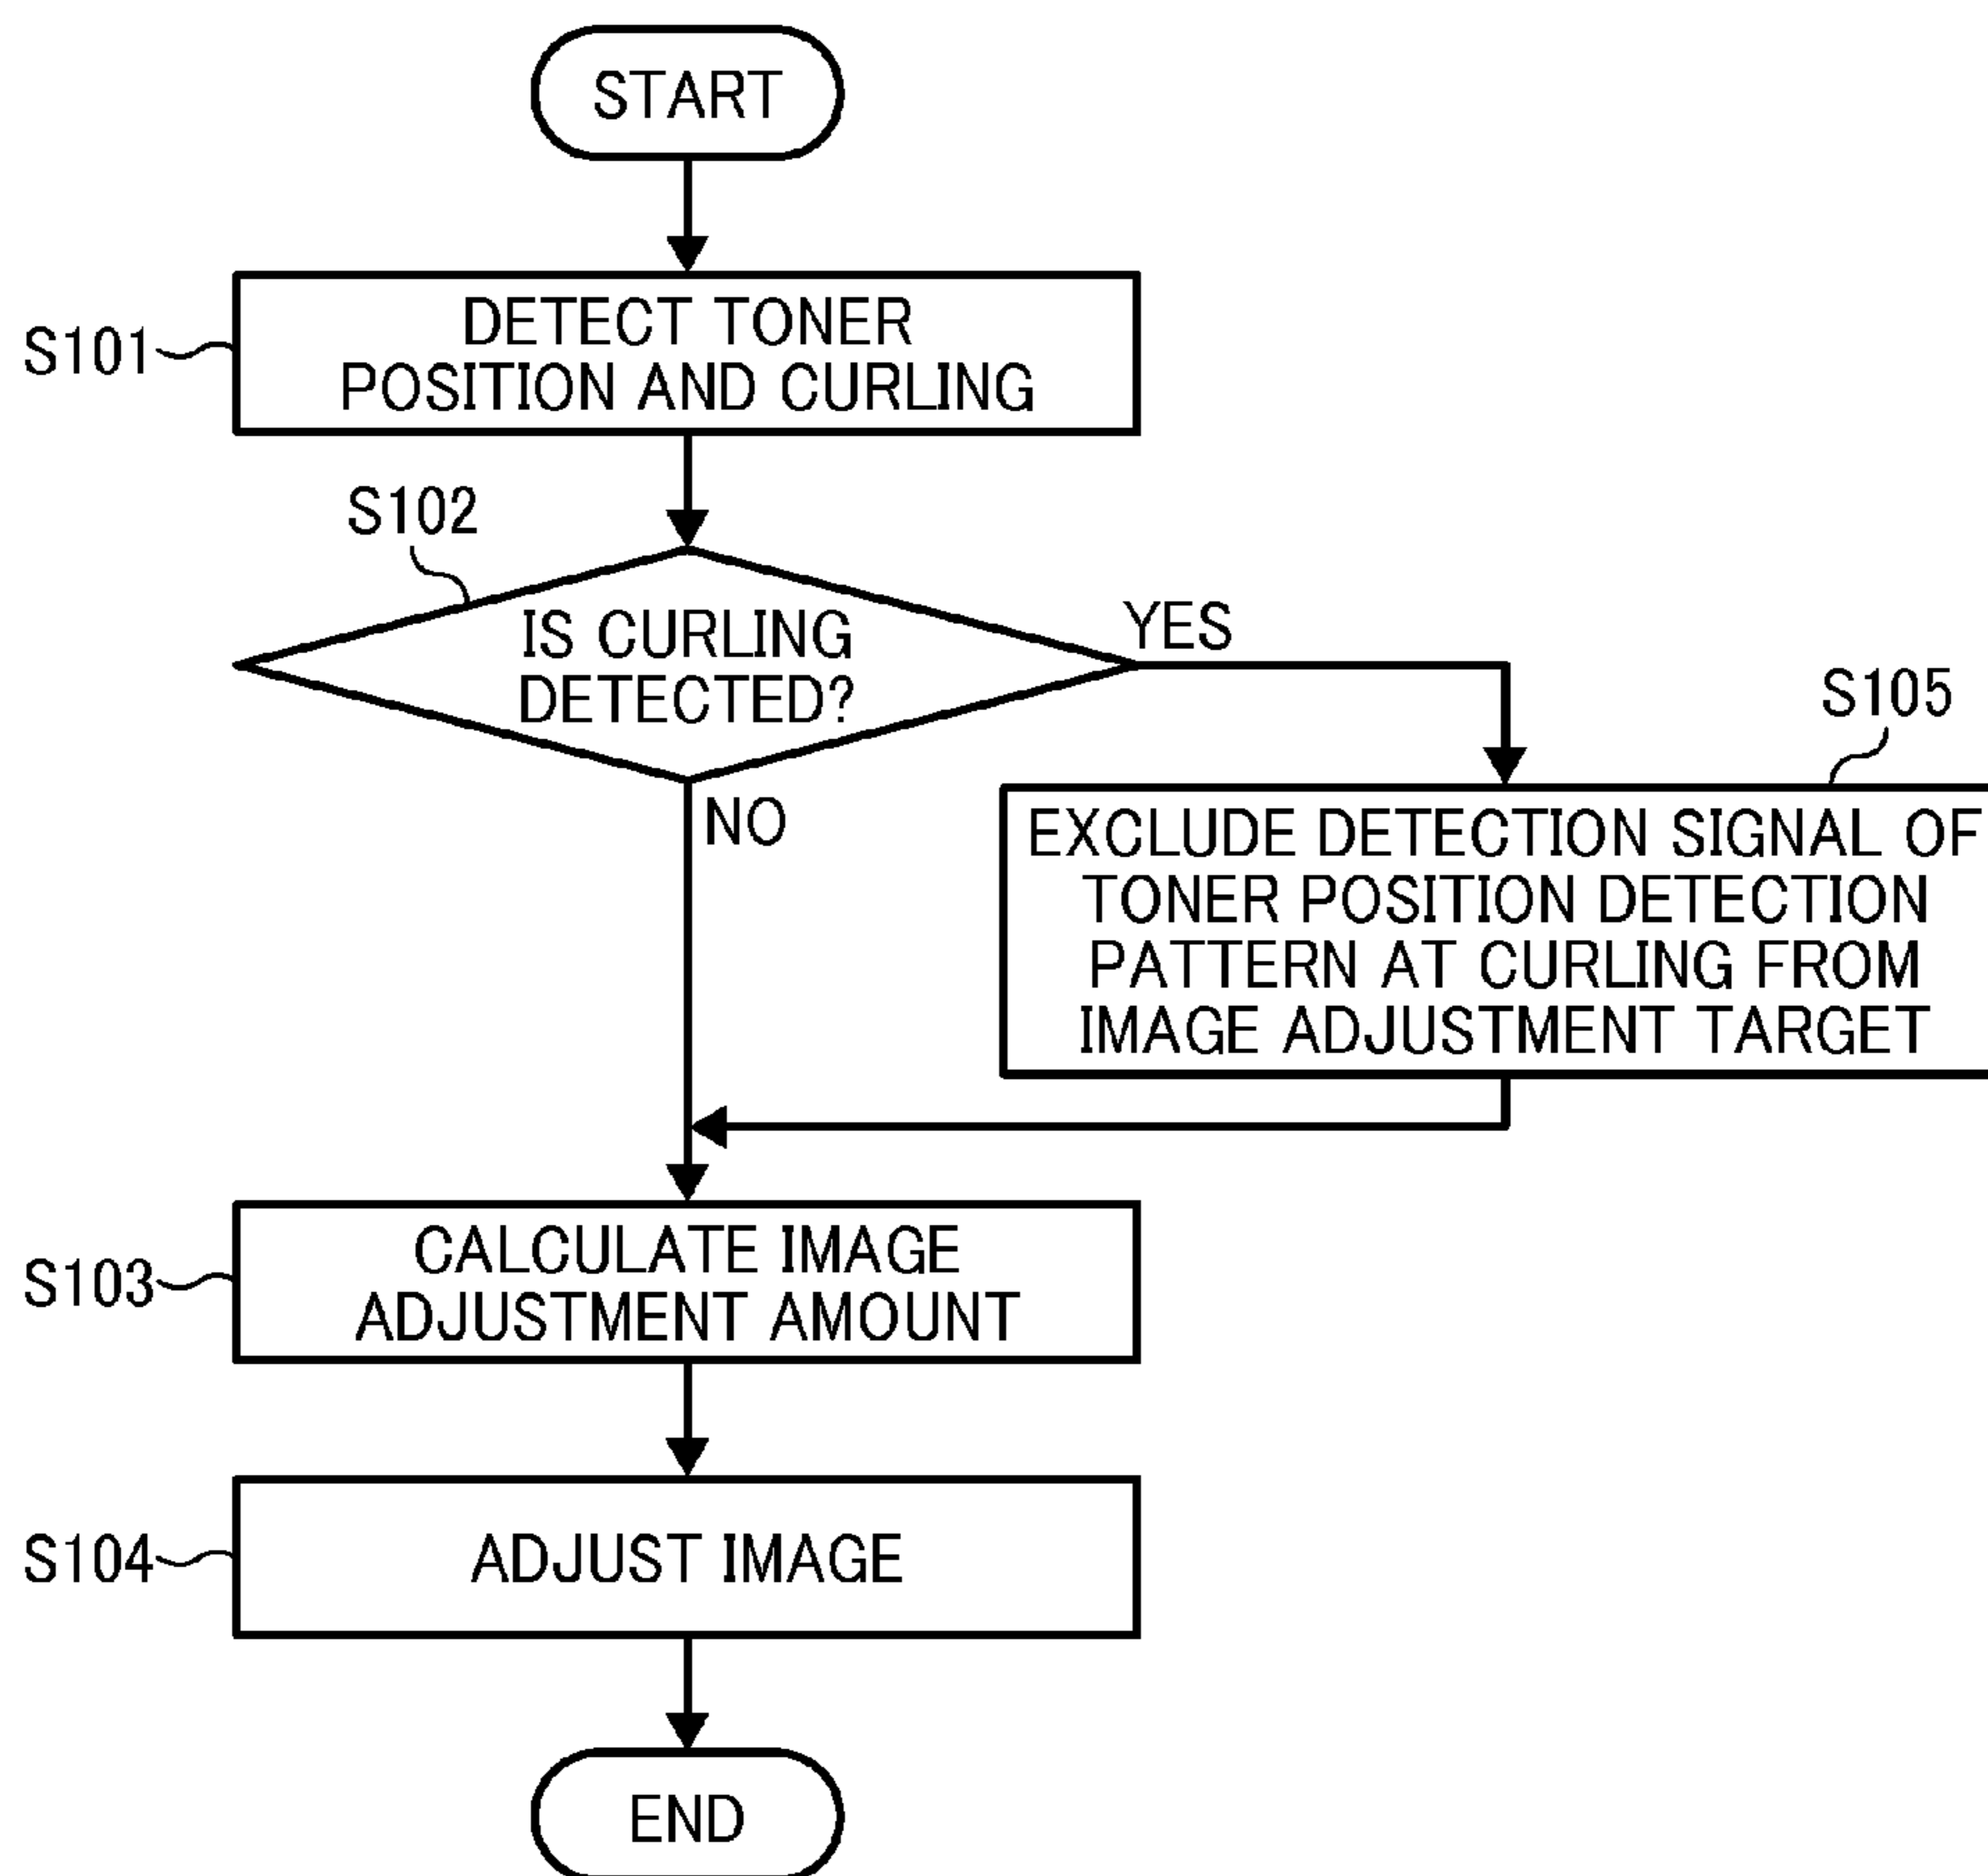 START
S101
DETECT TONER
POSITION AND CURLING
S102
IS CURLING
DETECTED?
YES
NO
S105
EXCLUDE DETECTION SIGNAL OF
TONER POSITION DETECTION
PATTERN AT CURLING FROM
IMAGE ADJUSTMENT TARGET
S103
CALCULATE IMAGE
ADJUSTMENT AMOUNT
S104
ADJUST IMAGE
END